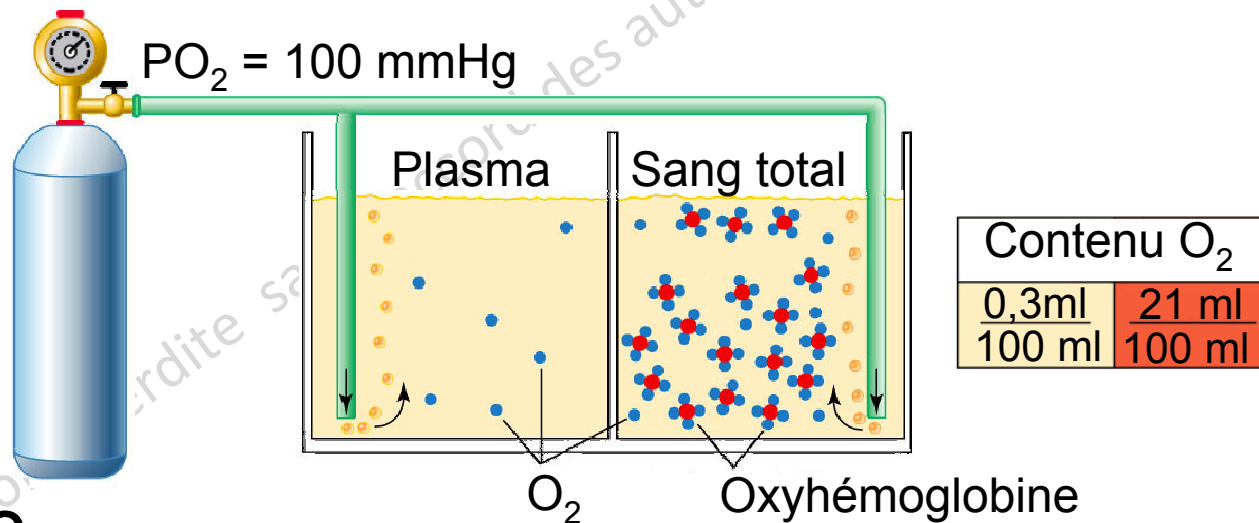 PO₂ = 100 mmHg
Plasma
Sang total
Contenu O₂
0,3ml
100 ml
21 ml
100 ml
O₂
Oxyhémoglobine